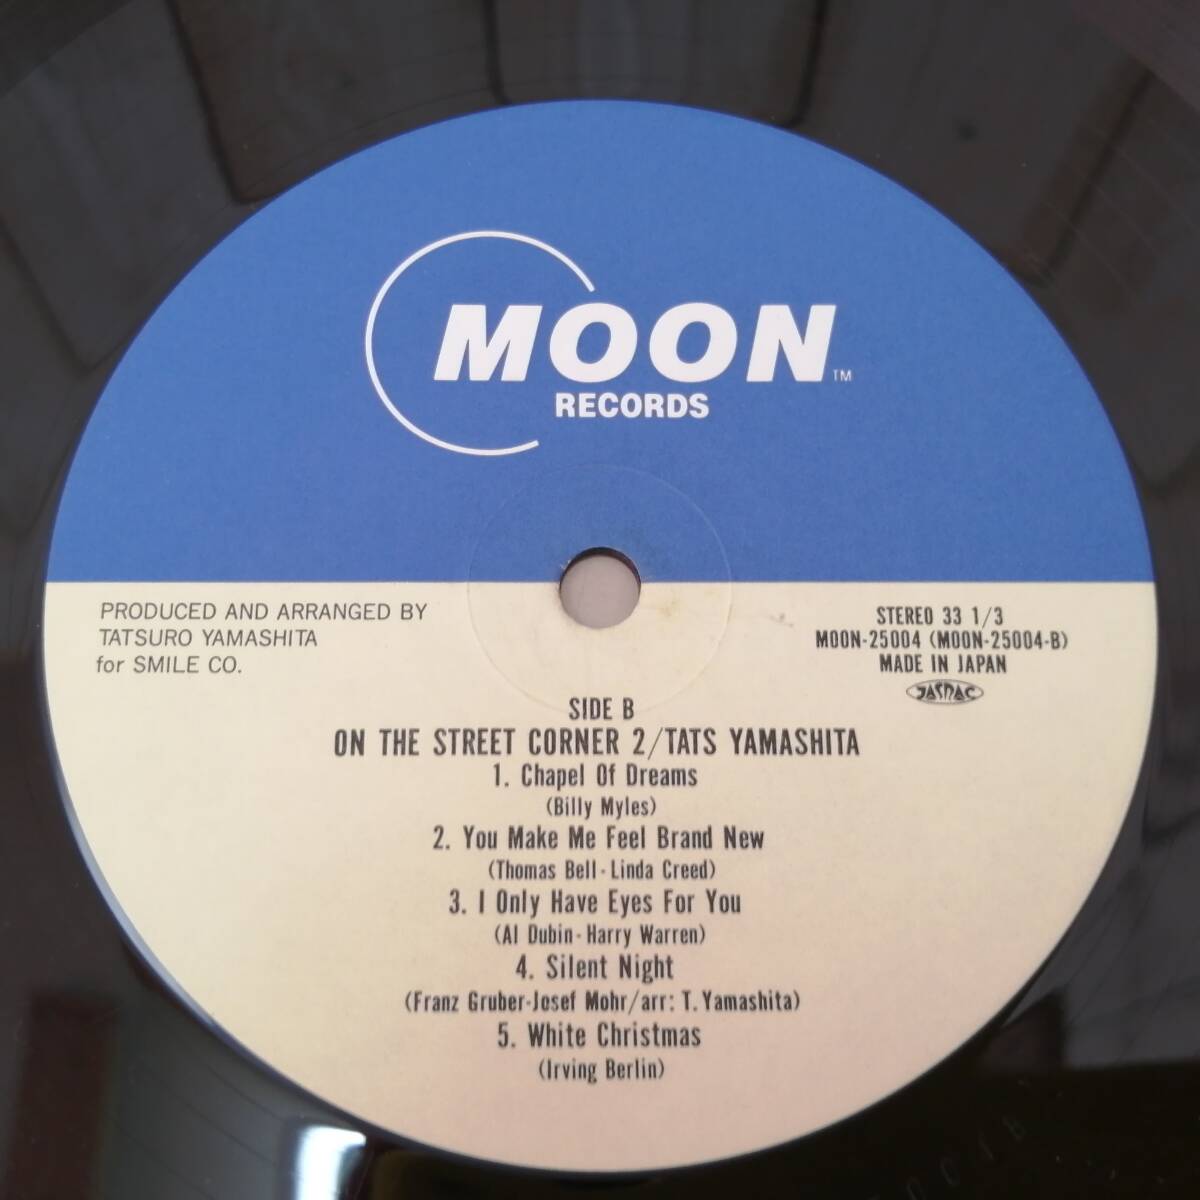 MOON™
RECORDS
PRODUCED AND ARRANGED BY
TATSURO YAMASHITA
for SMILE CO.
STEREO 33 1/3
MOON-25004 (MOON-25004-B)
MADE IN JAPAN
JASRAC
SIDE B
ON THE STREET CORNER 2/TATS YAMASHITA
1. Chapel Of Dreams
(Billy Myles)
2. You Make Me Feel Brand New
(Thomas Bell-Linda Creed)
3. I Only Have Eyes For You
(Al Dubin-Harry Warren)
4. Silent Night
(Franz Gruber-Josef Mohr/arr: T. Yamashita)
5. White Christmas
(Irving Berlin)